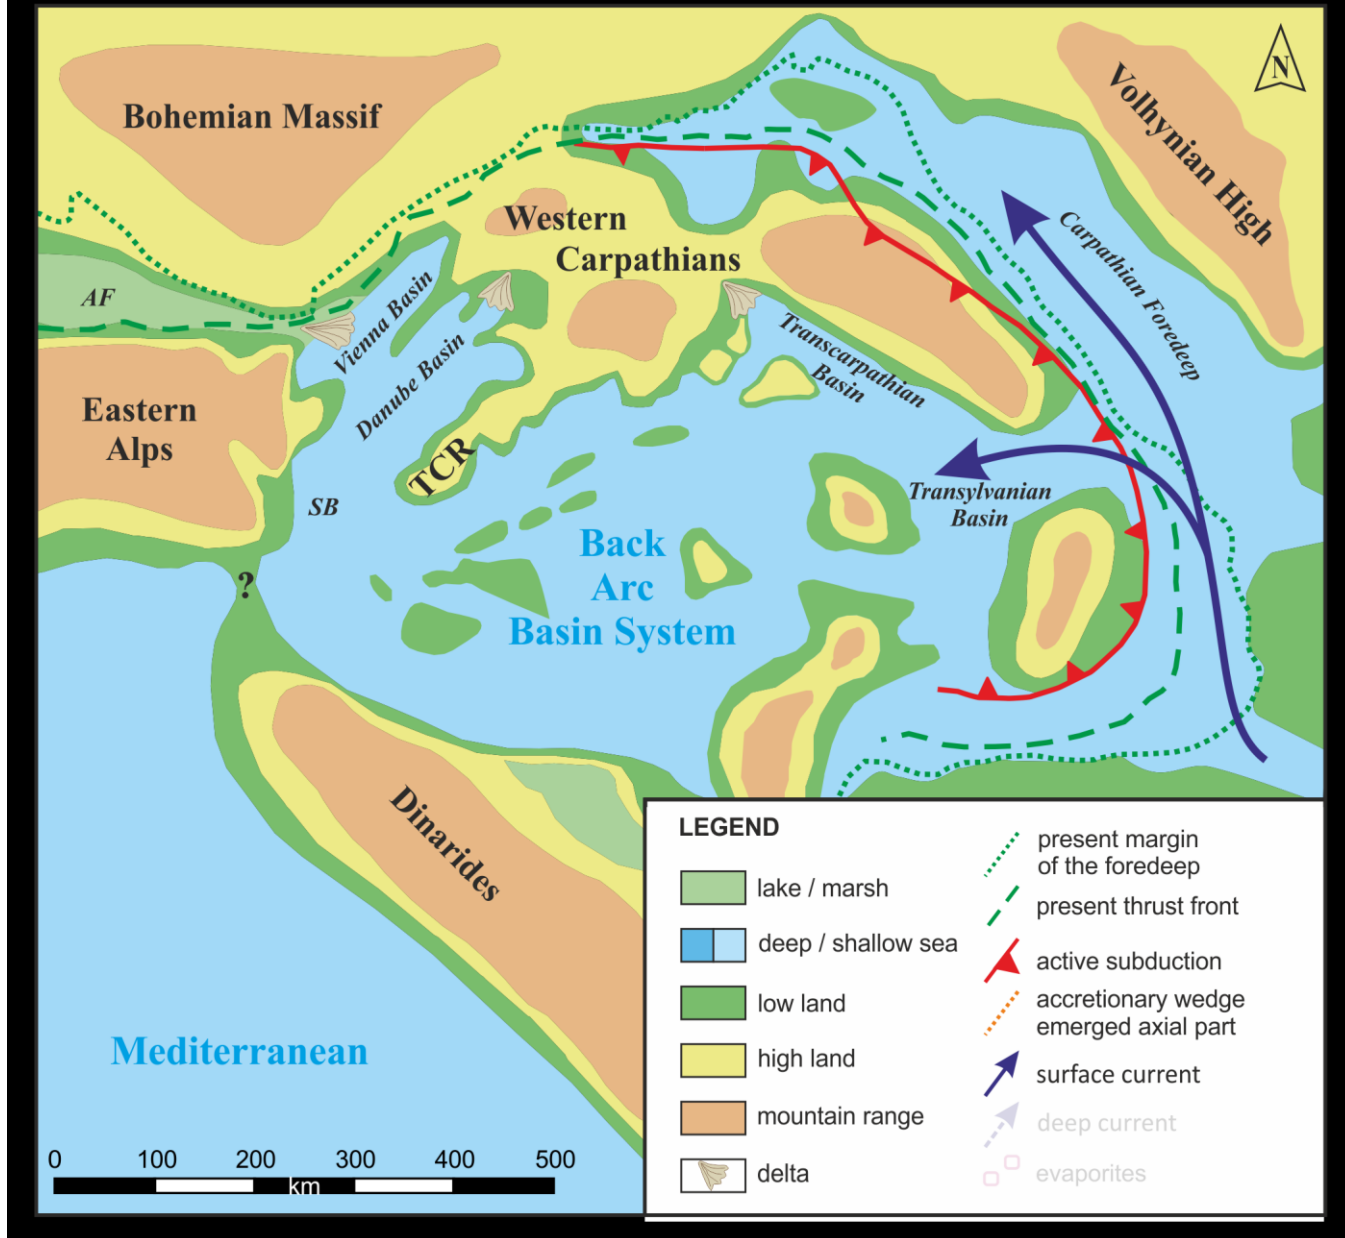 N
Bohemian Massif
Volhynian High
Western
Carpathians
Carpathian Foredeep
AF
Vienna Basin
Danube Basin
Transcarpathian
Basin
Eastern
Alps
TCR
SB
Transylvanian
Basin
Back
Arc
Basin System
?
Dinarides
Mediterranean
0 100 200 300 400 500
km
LEGEND
lake / marsh
deep / shallow sea
low land
high land
mountain range
delta
present margin
of the foredeep
present thrust front
active subduction
accretionary wedge
emerged axial part
surface current
deep current
evaporites